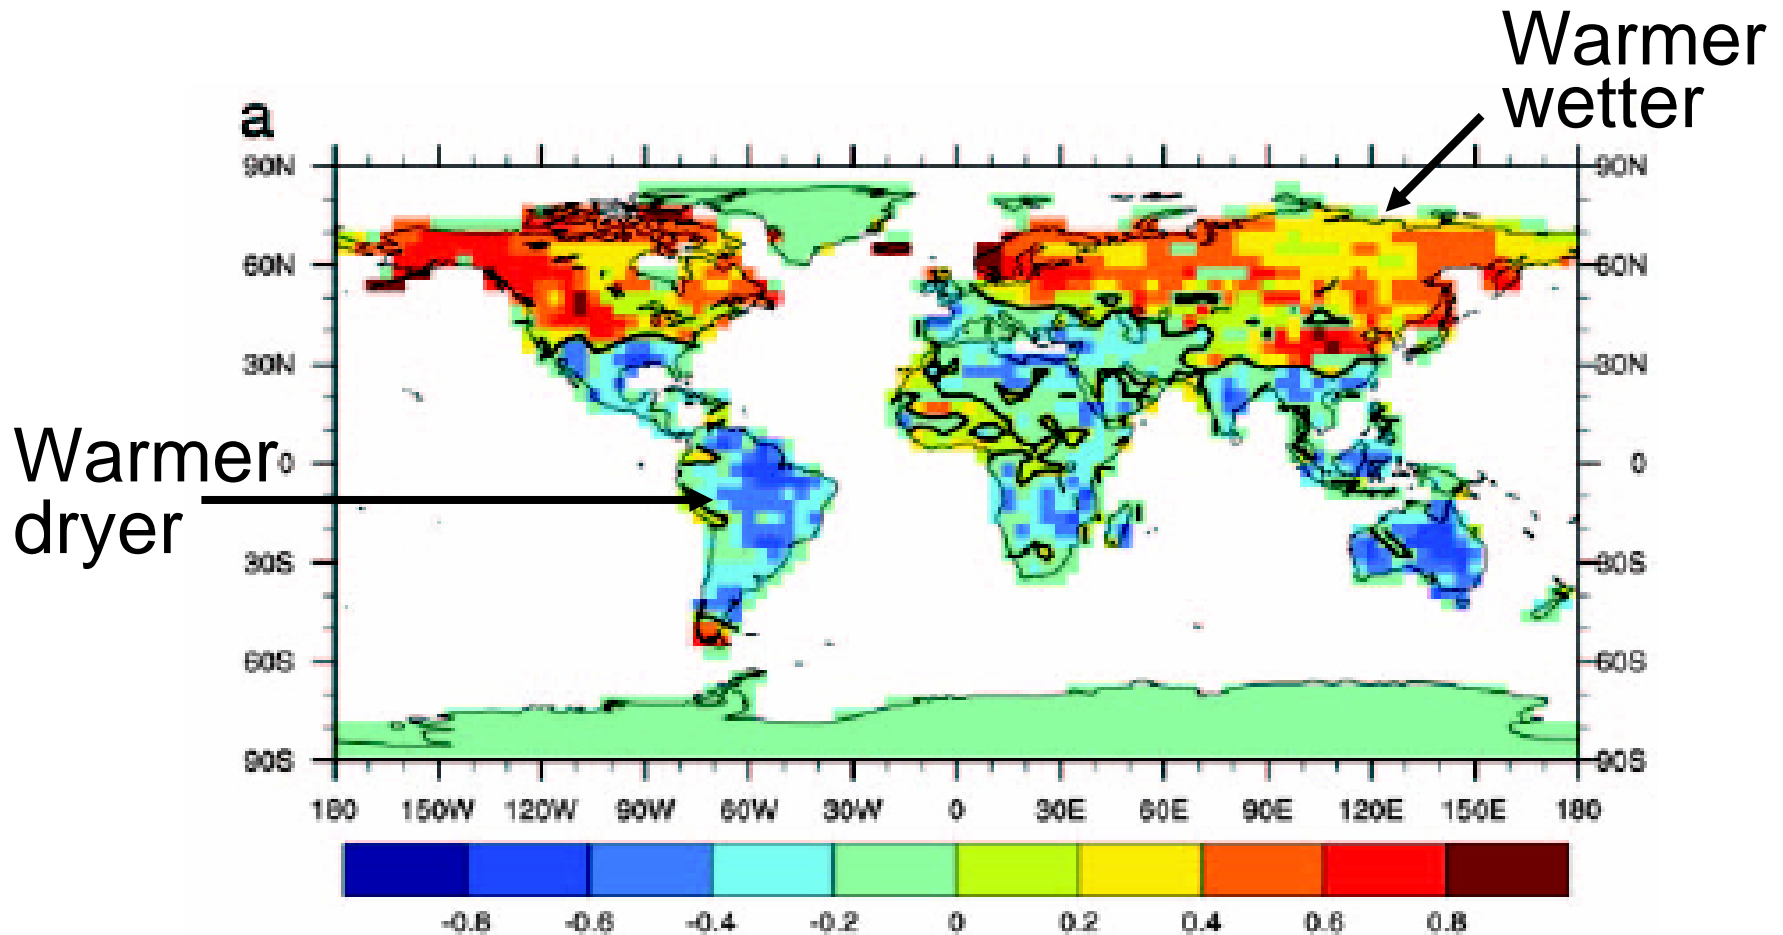 Warmer
wetter
a
90N 90N
60N 60N
30N 30N
Warmer
0 0
dryer
30S 30S
60S 60S
90S 90S
180 150W 120W 90W 60W 30W 0 30E 60E 90E 120E 150E 180
-0.8 -0.6 -0.4 -0.2 0 0.2 0.4 0.6 0.8